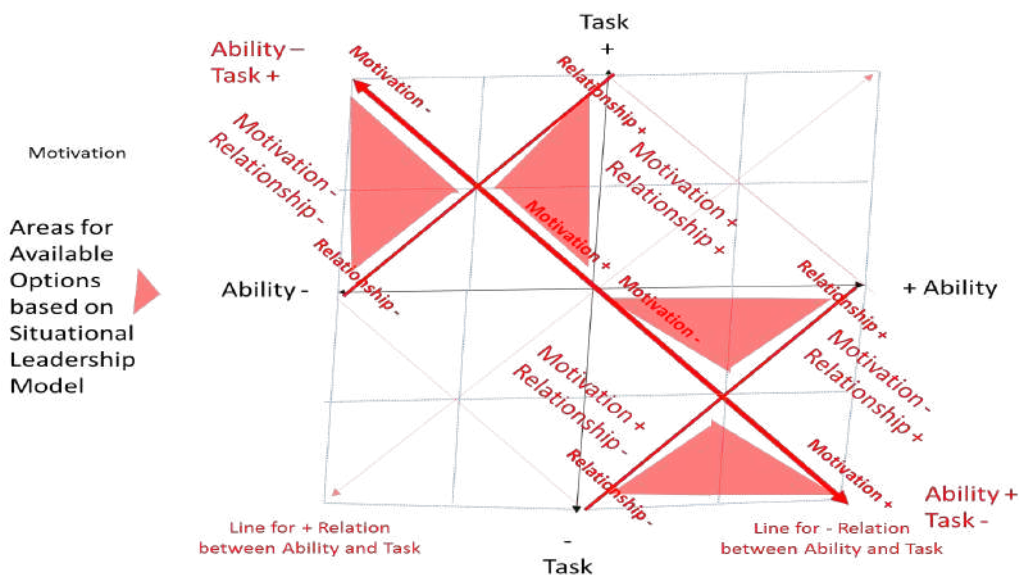 Task
+
Ability –
Task +
Motivation -
Relationship +
Motivation
Motivation -
Relationship -
Motivation +
Relationship +
Areas for
Available
Options
based on
Situational
Leadership
Model
Motivation +
Relationship -
Motivation -
Relationship +
Ability -
+ Ability
Motivation -
Relationship +
Motivation +
Relationship -
Relationship -
Motivation +
Ability +
Task -
Line for + Relation
between Ability and Task
Line for - Relation
between Ability and Task
-
Task